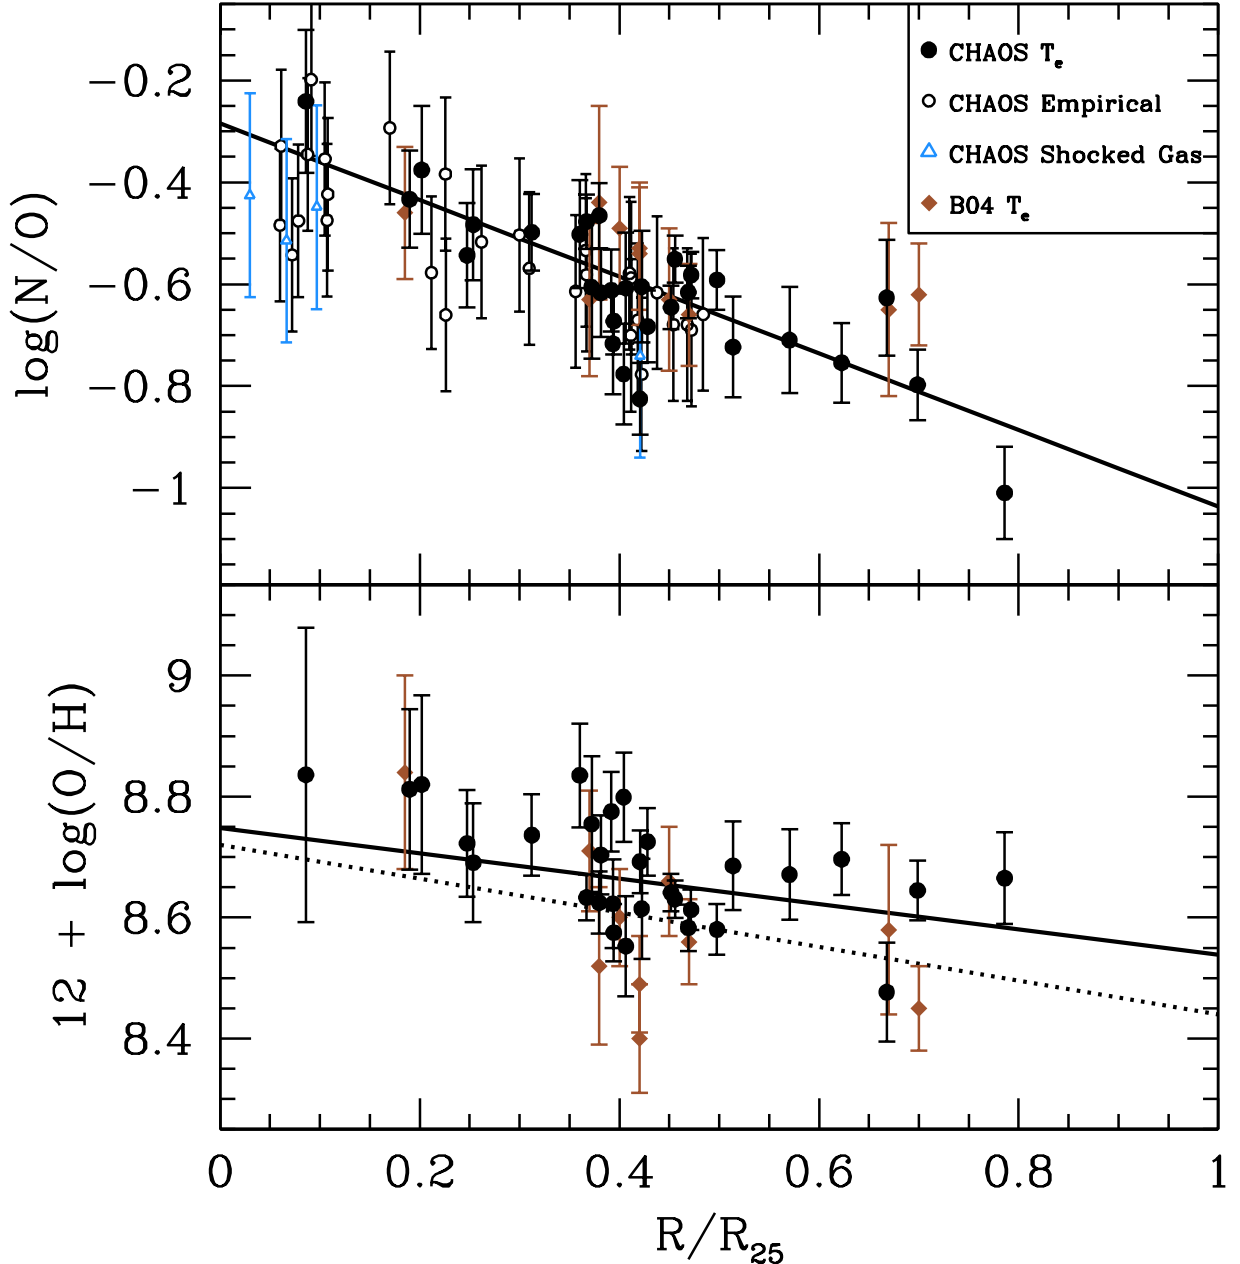 CHAOS Te
CHAOS Empirical
CHAOS Shocked Gas
B04 Te
log(N/O)
−0.2
−0.4
−0.6
−0.8
−1
12 + log(O/H)
9
8.8
8.6
8.4
0 0.2 0.4 0.6 0.8 1
R/R25